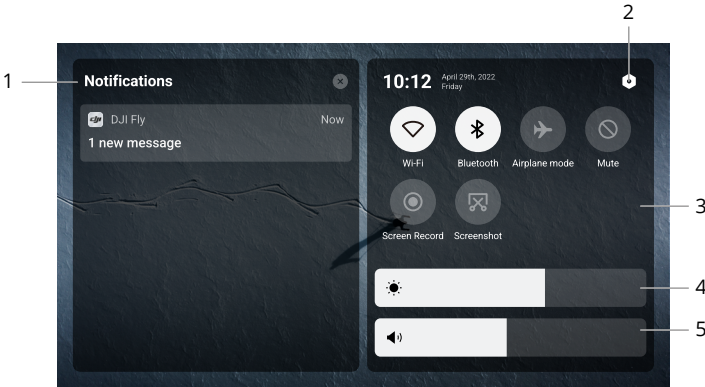 2
1
Notifications
DJI Fly
Now
1 new message
10:12
April 29th, 2022
Friday
Wi-Fi
Bluetooth
Airplane mode
Mute
Screen Record
Screenshot
3
4
5